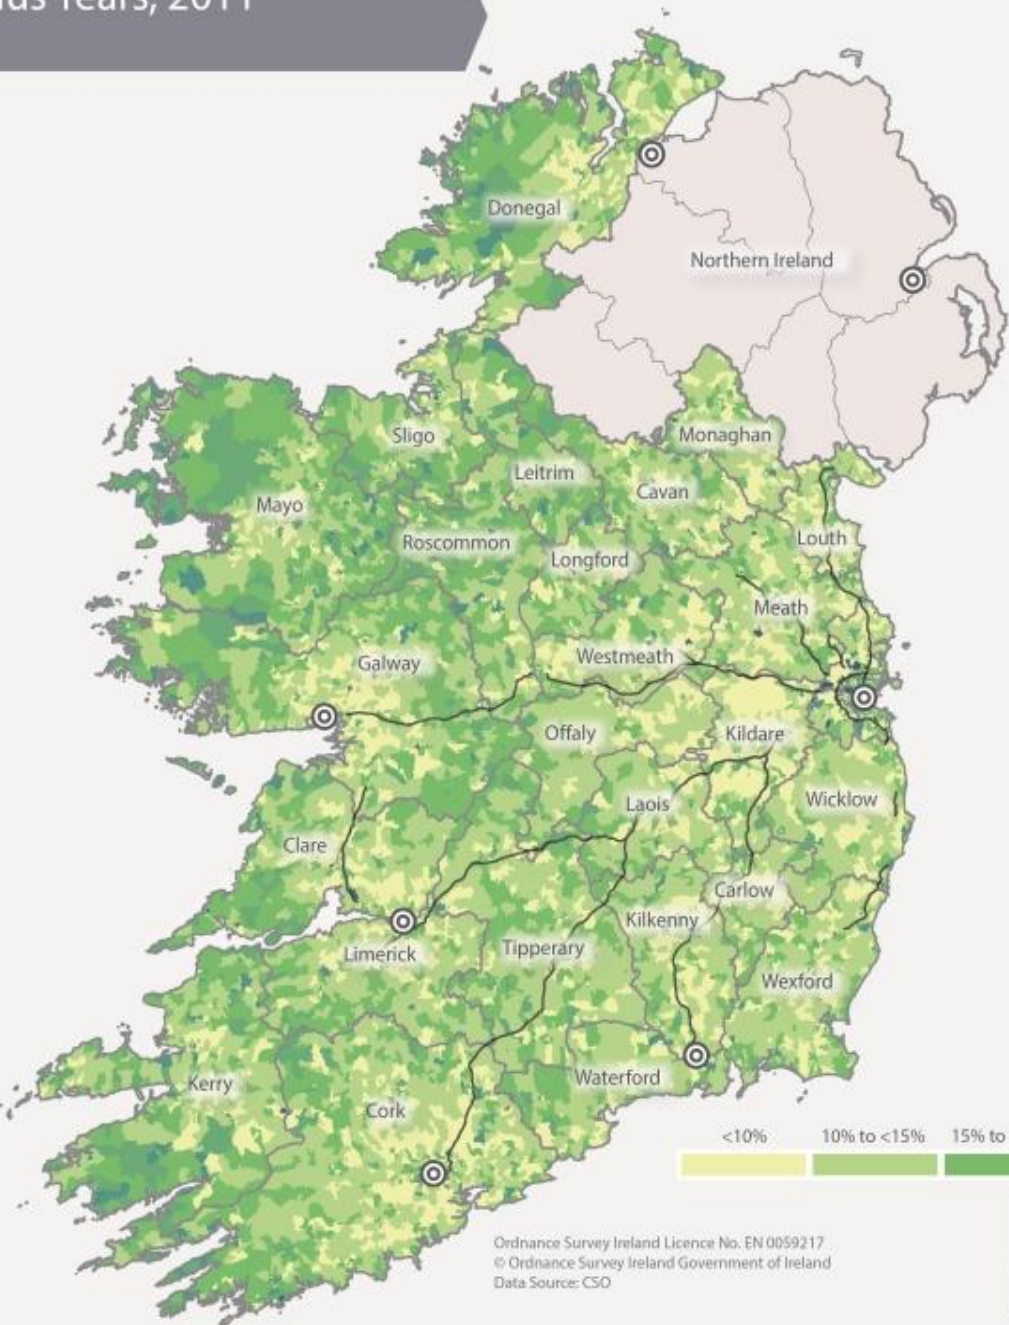 2011
Donegal
Northern Ireland
Sligo
Monaghan
Leitrim
Cavan
Mayo
Louth
Roscommon
Longford
Meath
Galway
Westmeath
Offaly
Kildare
Laois
Wicklow
Clare
Carlow
Kilkenny
Limerick
Tipperary
Wexford
Waterford
Kerry
Cork
<10%
10% to <15%
15% to
Ordnance Survey Ireland Licence No. EN 0059217
© Ordnance Survey Ireland Government of Ireland
Data Source: CSO